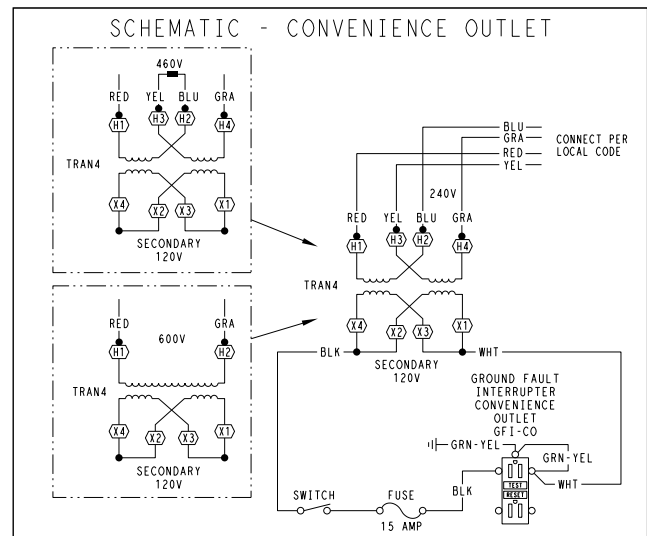 SCHEMATIC - CONVENIENCE OUTLET
460V
RED YEL BLU GRA
H1 H3 H2 H4
TRAN4
X4 X2 X3 X1
SECONDARY
120V
600V
RED GRA
H1 H2
TRAN4
X4 X2 X3 X1
SECONDARY
120V
BLU
GRA
RED
YEL
CONNECT PER
LOCAL CODE
240V
RED YEL BLU GRA
H1 H3 H2 H4
TRAN4
X4 X2 X3 X1
BLK
WHT
SECONDARY
120V
GROUND FAULT
INTERRUPTER
CONVENIENCE
OUTLET
GFI-CO
GRN-YEL
GRN-YEL
WHT
BLK
TEST
RESET
SWITCH
FUSE
15 AMP